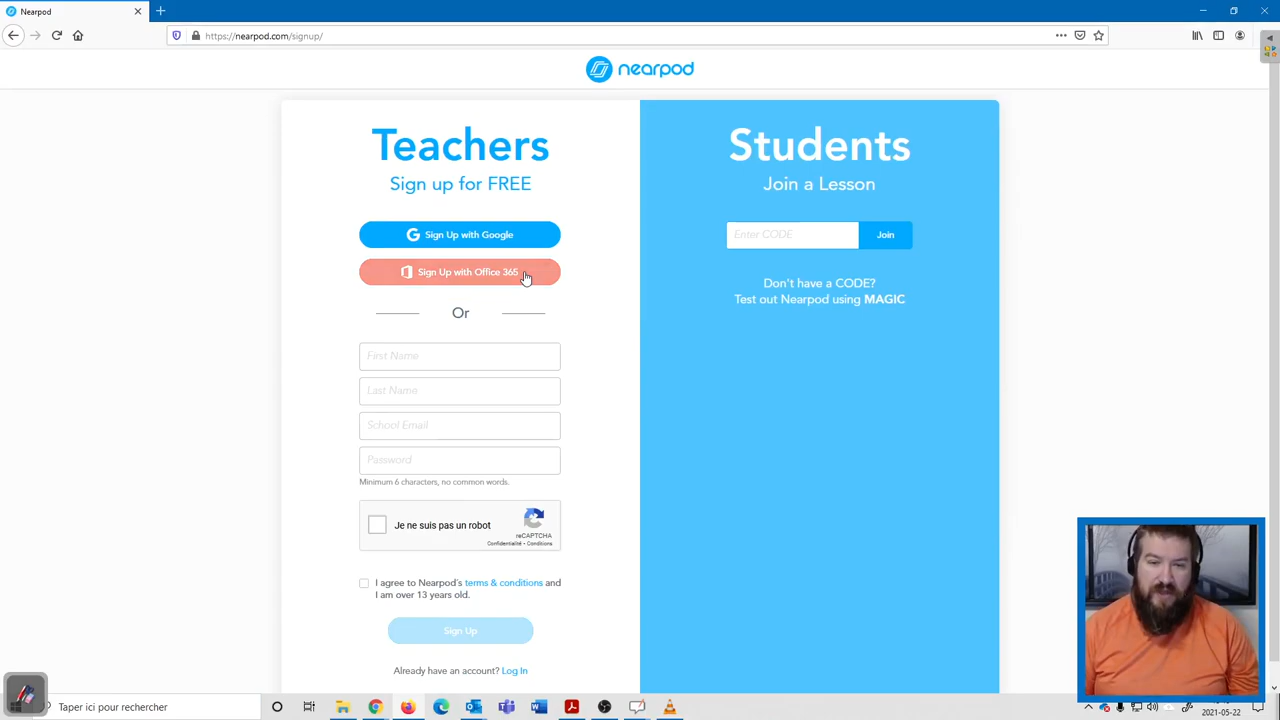 Nearpod
https://nearpod.com/signup/
nearpod
Teachers
Sign up for FREE
Sign Up with Google
Sign Up with Office 365
Or
First Name
Last Name
School Email
Password
Minimum 6 characters, no common words.
Je ne suis pas un robot
reCAPTCHA
Confidentialité - Conditions
I agree to Nearpod's terms & conditions and
I am over 13 years old.
Sign Up
Already have an account? Log In
Students
Join a Lesson
Enter CODE
Join
Don't have a CODE?
Test out Nearpod using MAGIC
Taper ici pour rechercher
2021-05-22